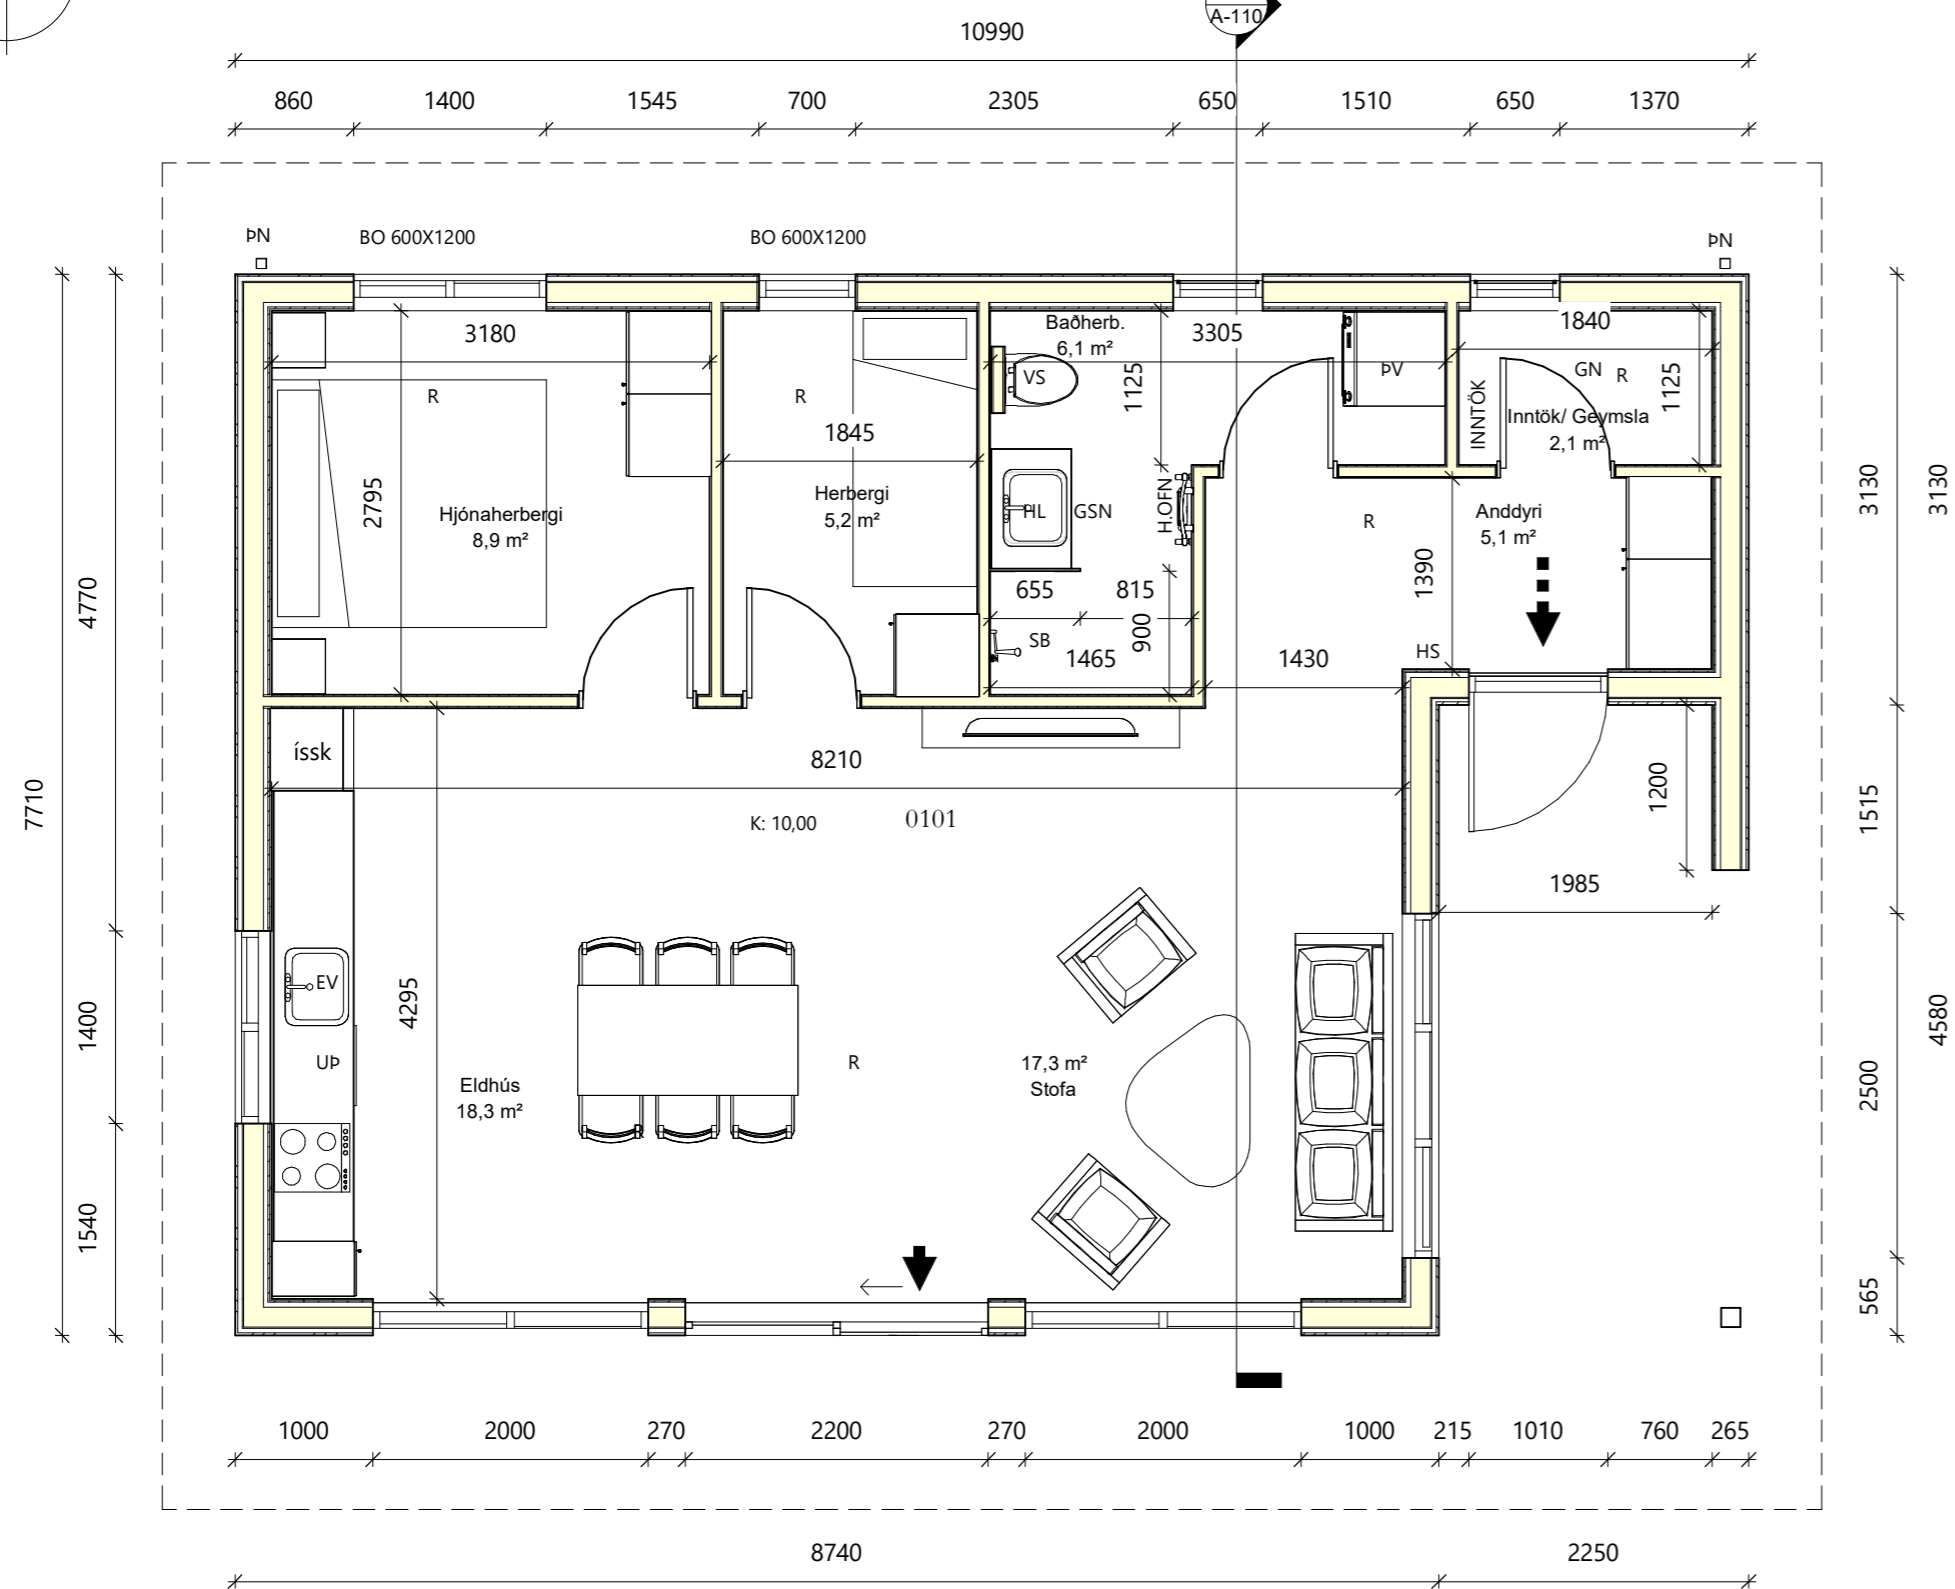 A-110
10990
860 1400 1545 700 2305 650 1510 650 1370
ÞN BO 600X1200 BO 600X1200 ÞN
3180
R
2795
Hjónaherbergi
8,9 m²
R
1845
Herbergi
5,2 m²
Baðherb.
6,1 m²
3305
VS
1125
ÞV
HL GSN
H.OFN
655 815
900
SB
1465
1840
GN R
1125
INNTÖK
Inntök/ Geymsla
2,1 m²
R
Anddyri
5,1 m²
1390
HS
1430
íssk
8210
K: 10,00 0101
1200
1985
EV
UÞ
4295
Eldhús
18,3 m²
R
17,3 m²
Stofa
7710
4770
1400
1540
3130
1515
2500
565
3130
4580
1000 2000 270 2200 270 2000 1000 215 1010 760 265
8740 2250